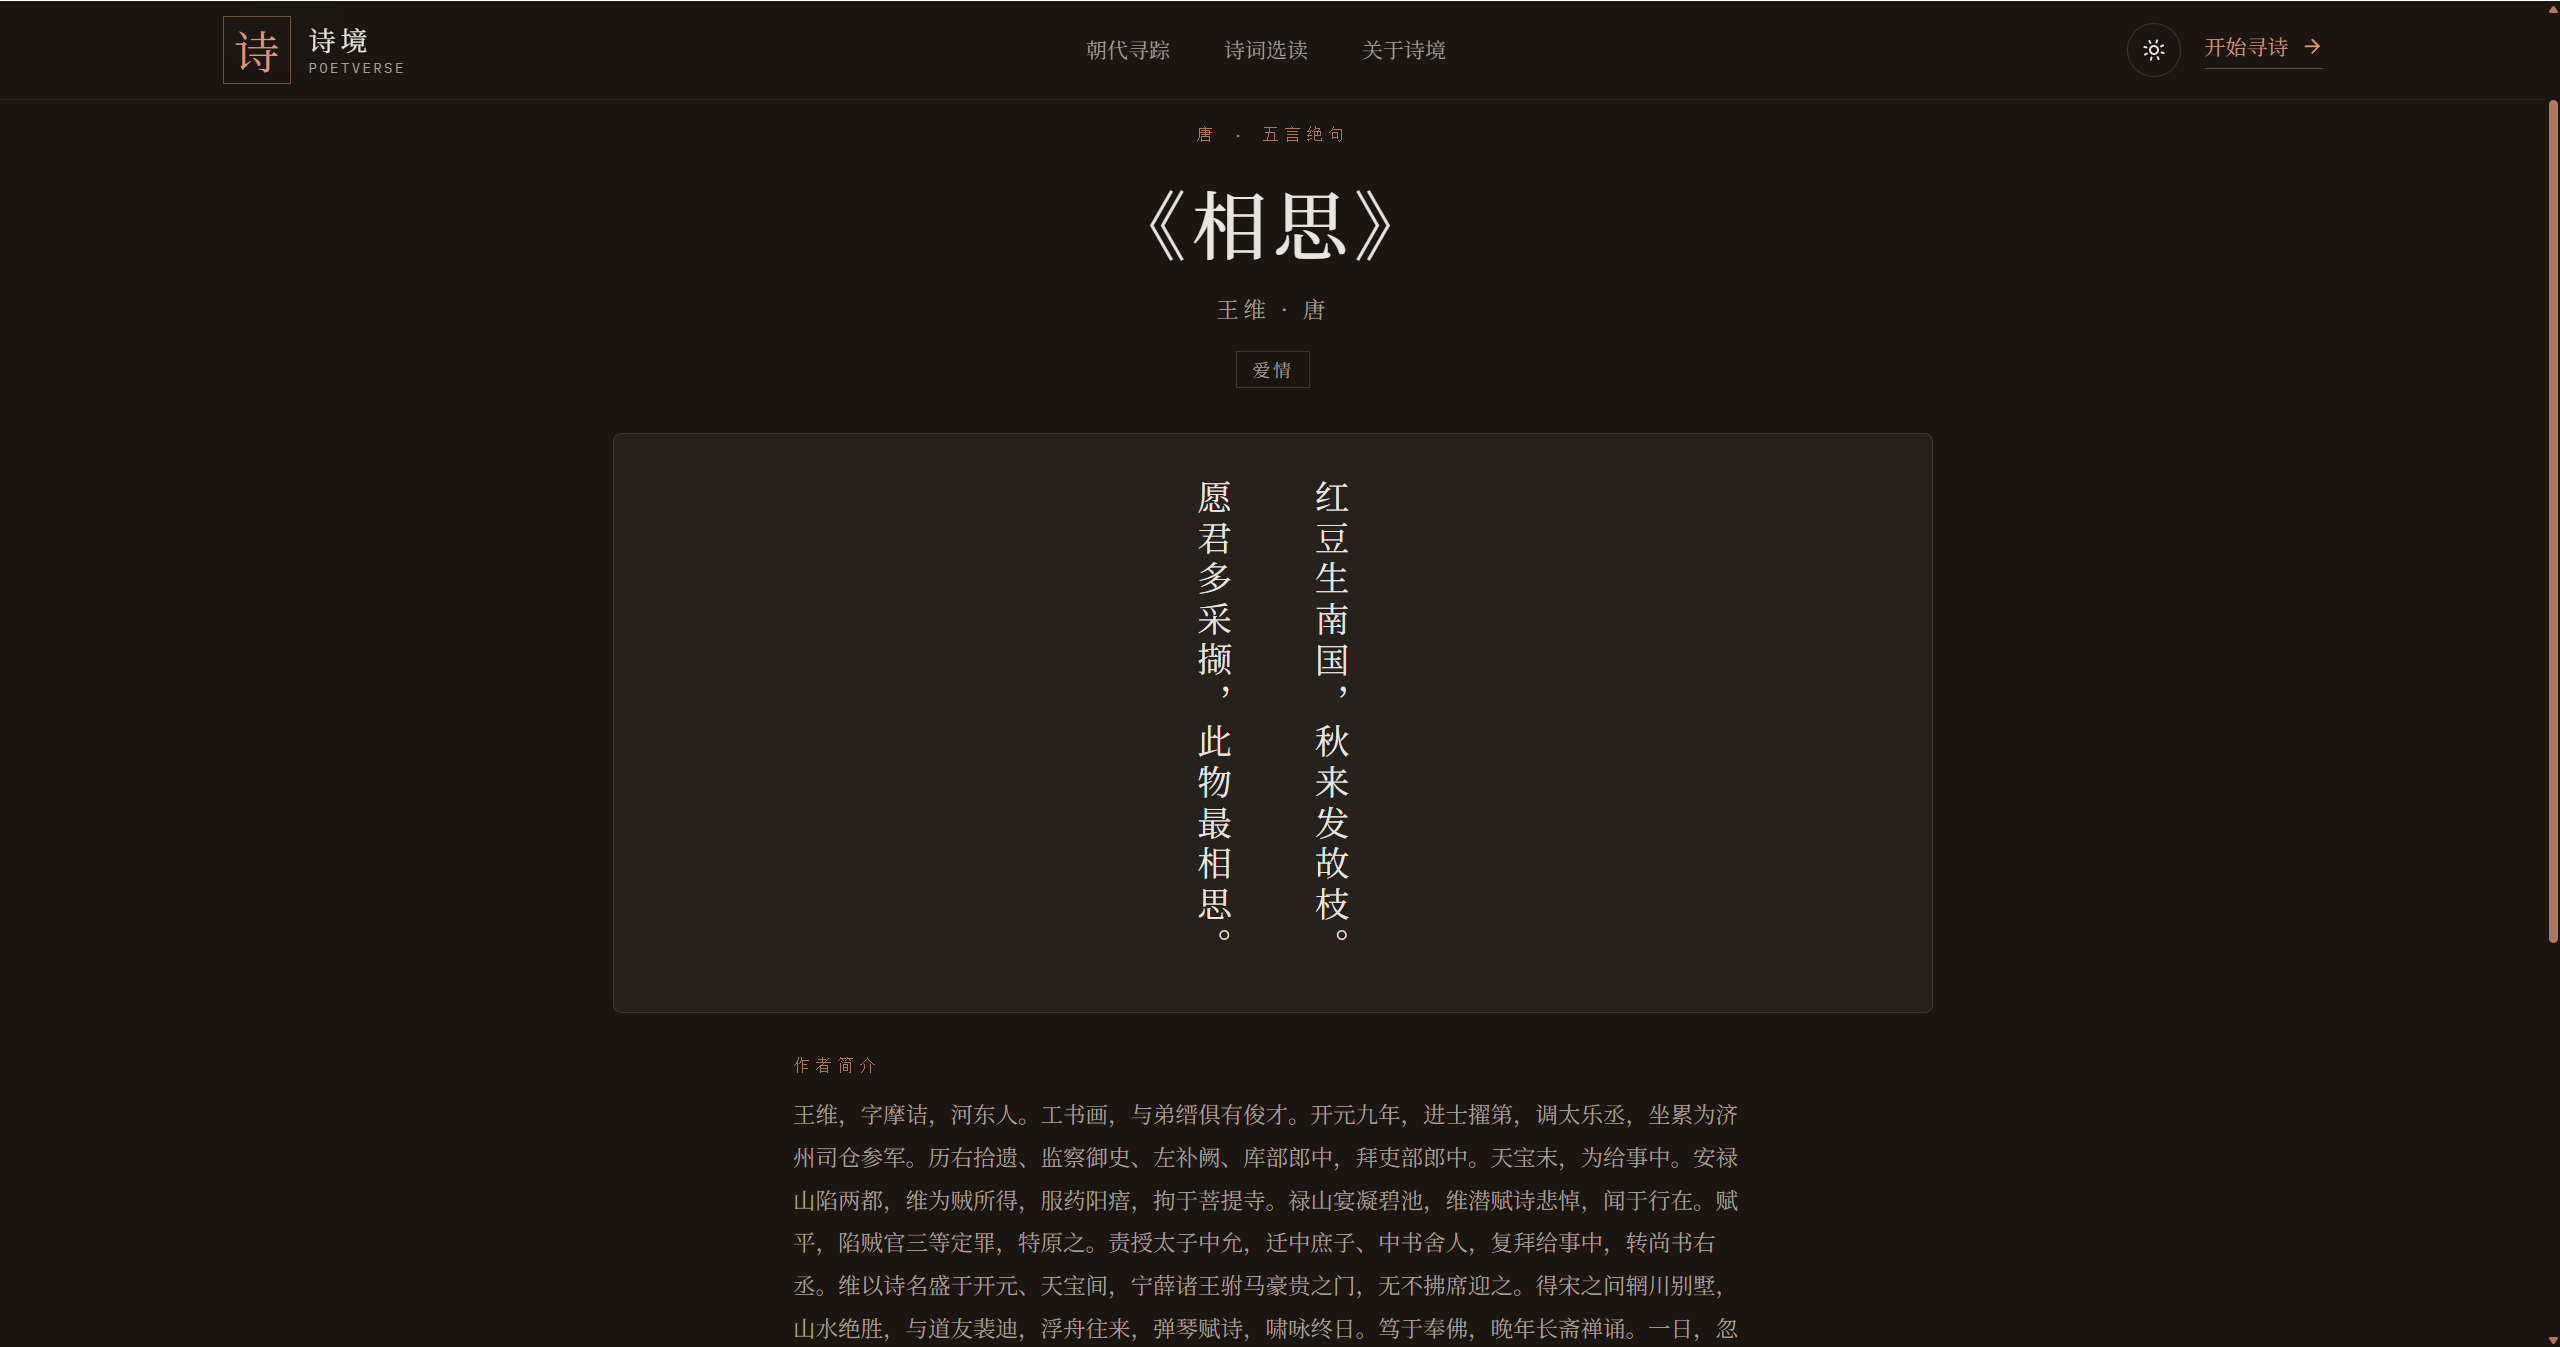 诗
诗境
POETVERSE
朝代寻踪
诗词选读
关于诗境
开始寻诗 →
唐 · 五言绝句
《相思》
王维 · 唐
爱情
红豆生南国，秋来发故枝。
愿君多采撷，此物最相思。
作者简介
王维，字摩诘，河东人。工书画，与弟缙俱有俊才。开元九年，进士擢第，调太乐丞，坐累为济
州司仓参军。历右拾遗、监察御史、左补阙、库部郎中，拜吏部郎中。天宝末，为给事中。安禄
山陷两都，维为贼所得，服药阳瘖，拘于菩提寺。禄山宴凝碧池，维潜赋诗悲悼，闻于行在。赋
平，陷贼官三等定罪，特原之。责授太子中允，迁中庶子、中书舍人，复拜给事中，转尚书右
丞。维以诗名盛于开元、天宝间，宁薛诸王驸马豪贵之门，无不拂席迎之。得宋之问辋川别墅，
山水绝胜，与道友裴迪，浮舟往来，弹琴赋诗，啸咏终日。笃于奉佛，晚年长斋禅诵。一日，忽